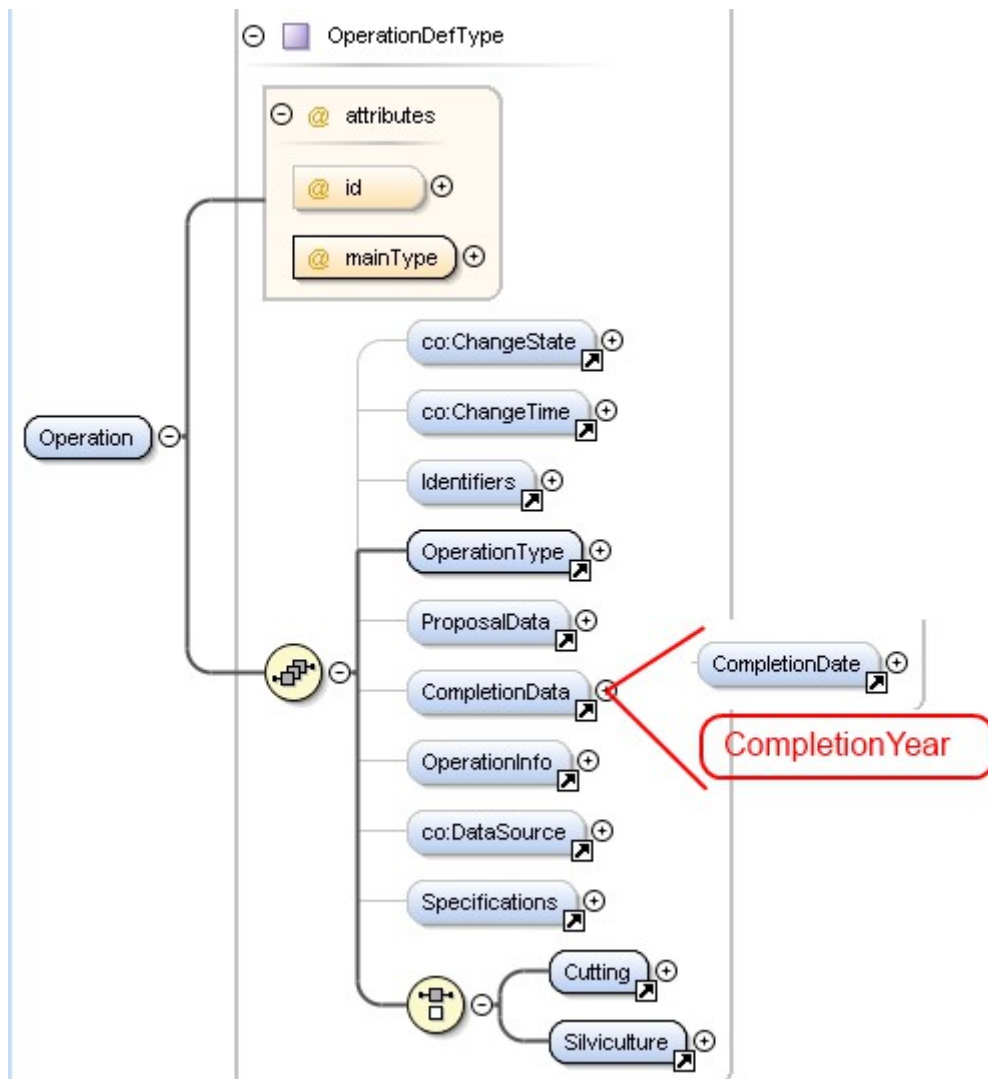 OperationDefType
@ attributes
@ id
@ mainType
co:ChangeState
co:ChangeTime
Operation
Identifiers
OperationType
ProposalData
CompletionData
CompletionDate
CompletionYear
OperationInfo
co:DataSource
Specifications
Cutting
Silviculture